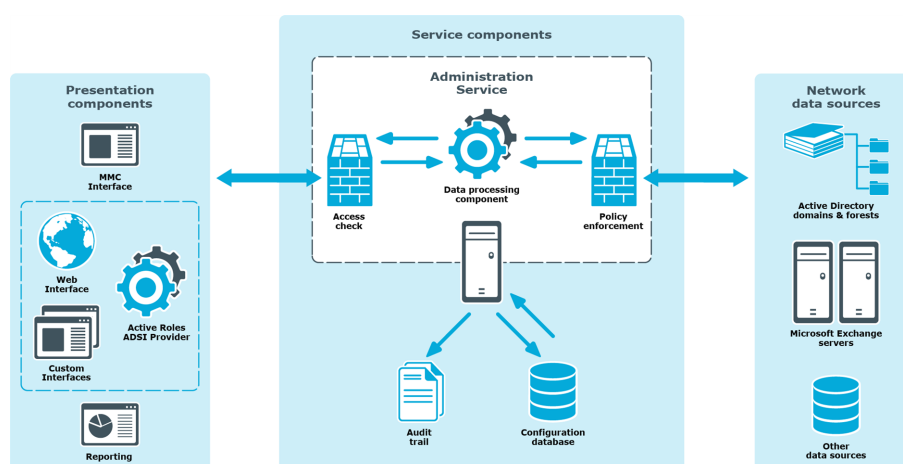 Presentation
components
MMC
Interface
Web
Interface
Active Roles
ADSI Provider
Custom
Interfaces
Reporting
Service components
Administration
Service
Access
check
Data processing
component
Policy
enforcement
Audit
trail
Configuration
database
Network
data sources
Active Directory
domains & forests
Microsoft Exchange
servers
Other
data sources